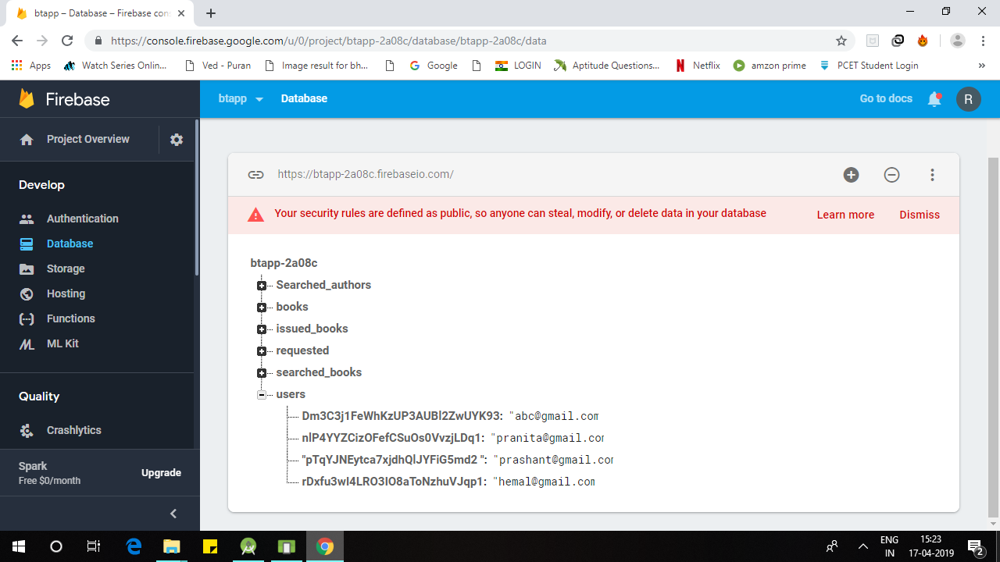 btapp – Database – Firebase con
https://console.firebase.google.com/u/0/project/btapp-2a08c/database/btapp-2a08c/data
Apps Watch Series Onlin... Ved - Puran Image result for bh... Google LOGIN Aptitude Questions... Netflix amzon prime PCET Student Login »
Firebase btapp Database Go to docs R
Project Overview
https://btapp-2a08c.firebaseio.com/
Develop
Your security rules are defined as public, so anyone can steal, modify, or delete data in your database Learn more Dismiss
Authentication
Database
Storage
Hosting
Functions
ML Kit
Quality
Crashlytics
Spark
Free $0/month
Upgrade
btapp-2a08c
Searched_authors
books
issued_books
requested
searched_books
users
Dm3C3j1FeWhKzUP3AUBl2ZwUYK93: "abc@gmail.com
nlP4YYZCizOFefCSuOs0VvzjLDq1: "pranita@gmail.con
"pTqYJNEytca7xjdhQlJYFiG5md2 ": "prashant@gmail.con
rDxfu3wI4LRO3lO8aToNzhuVJqp1: "hemal@gmail.com
ENG
IN
15:23
17-04-2019
2